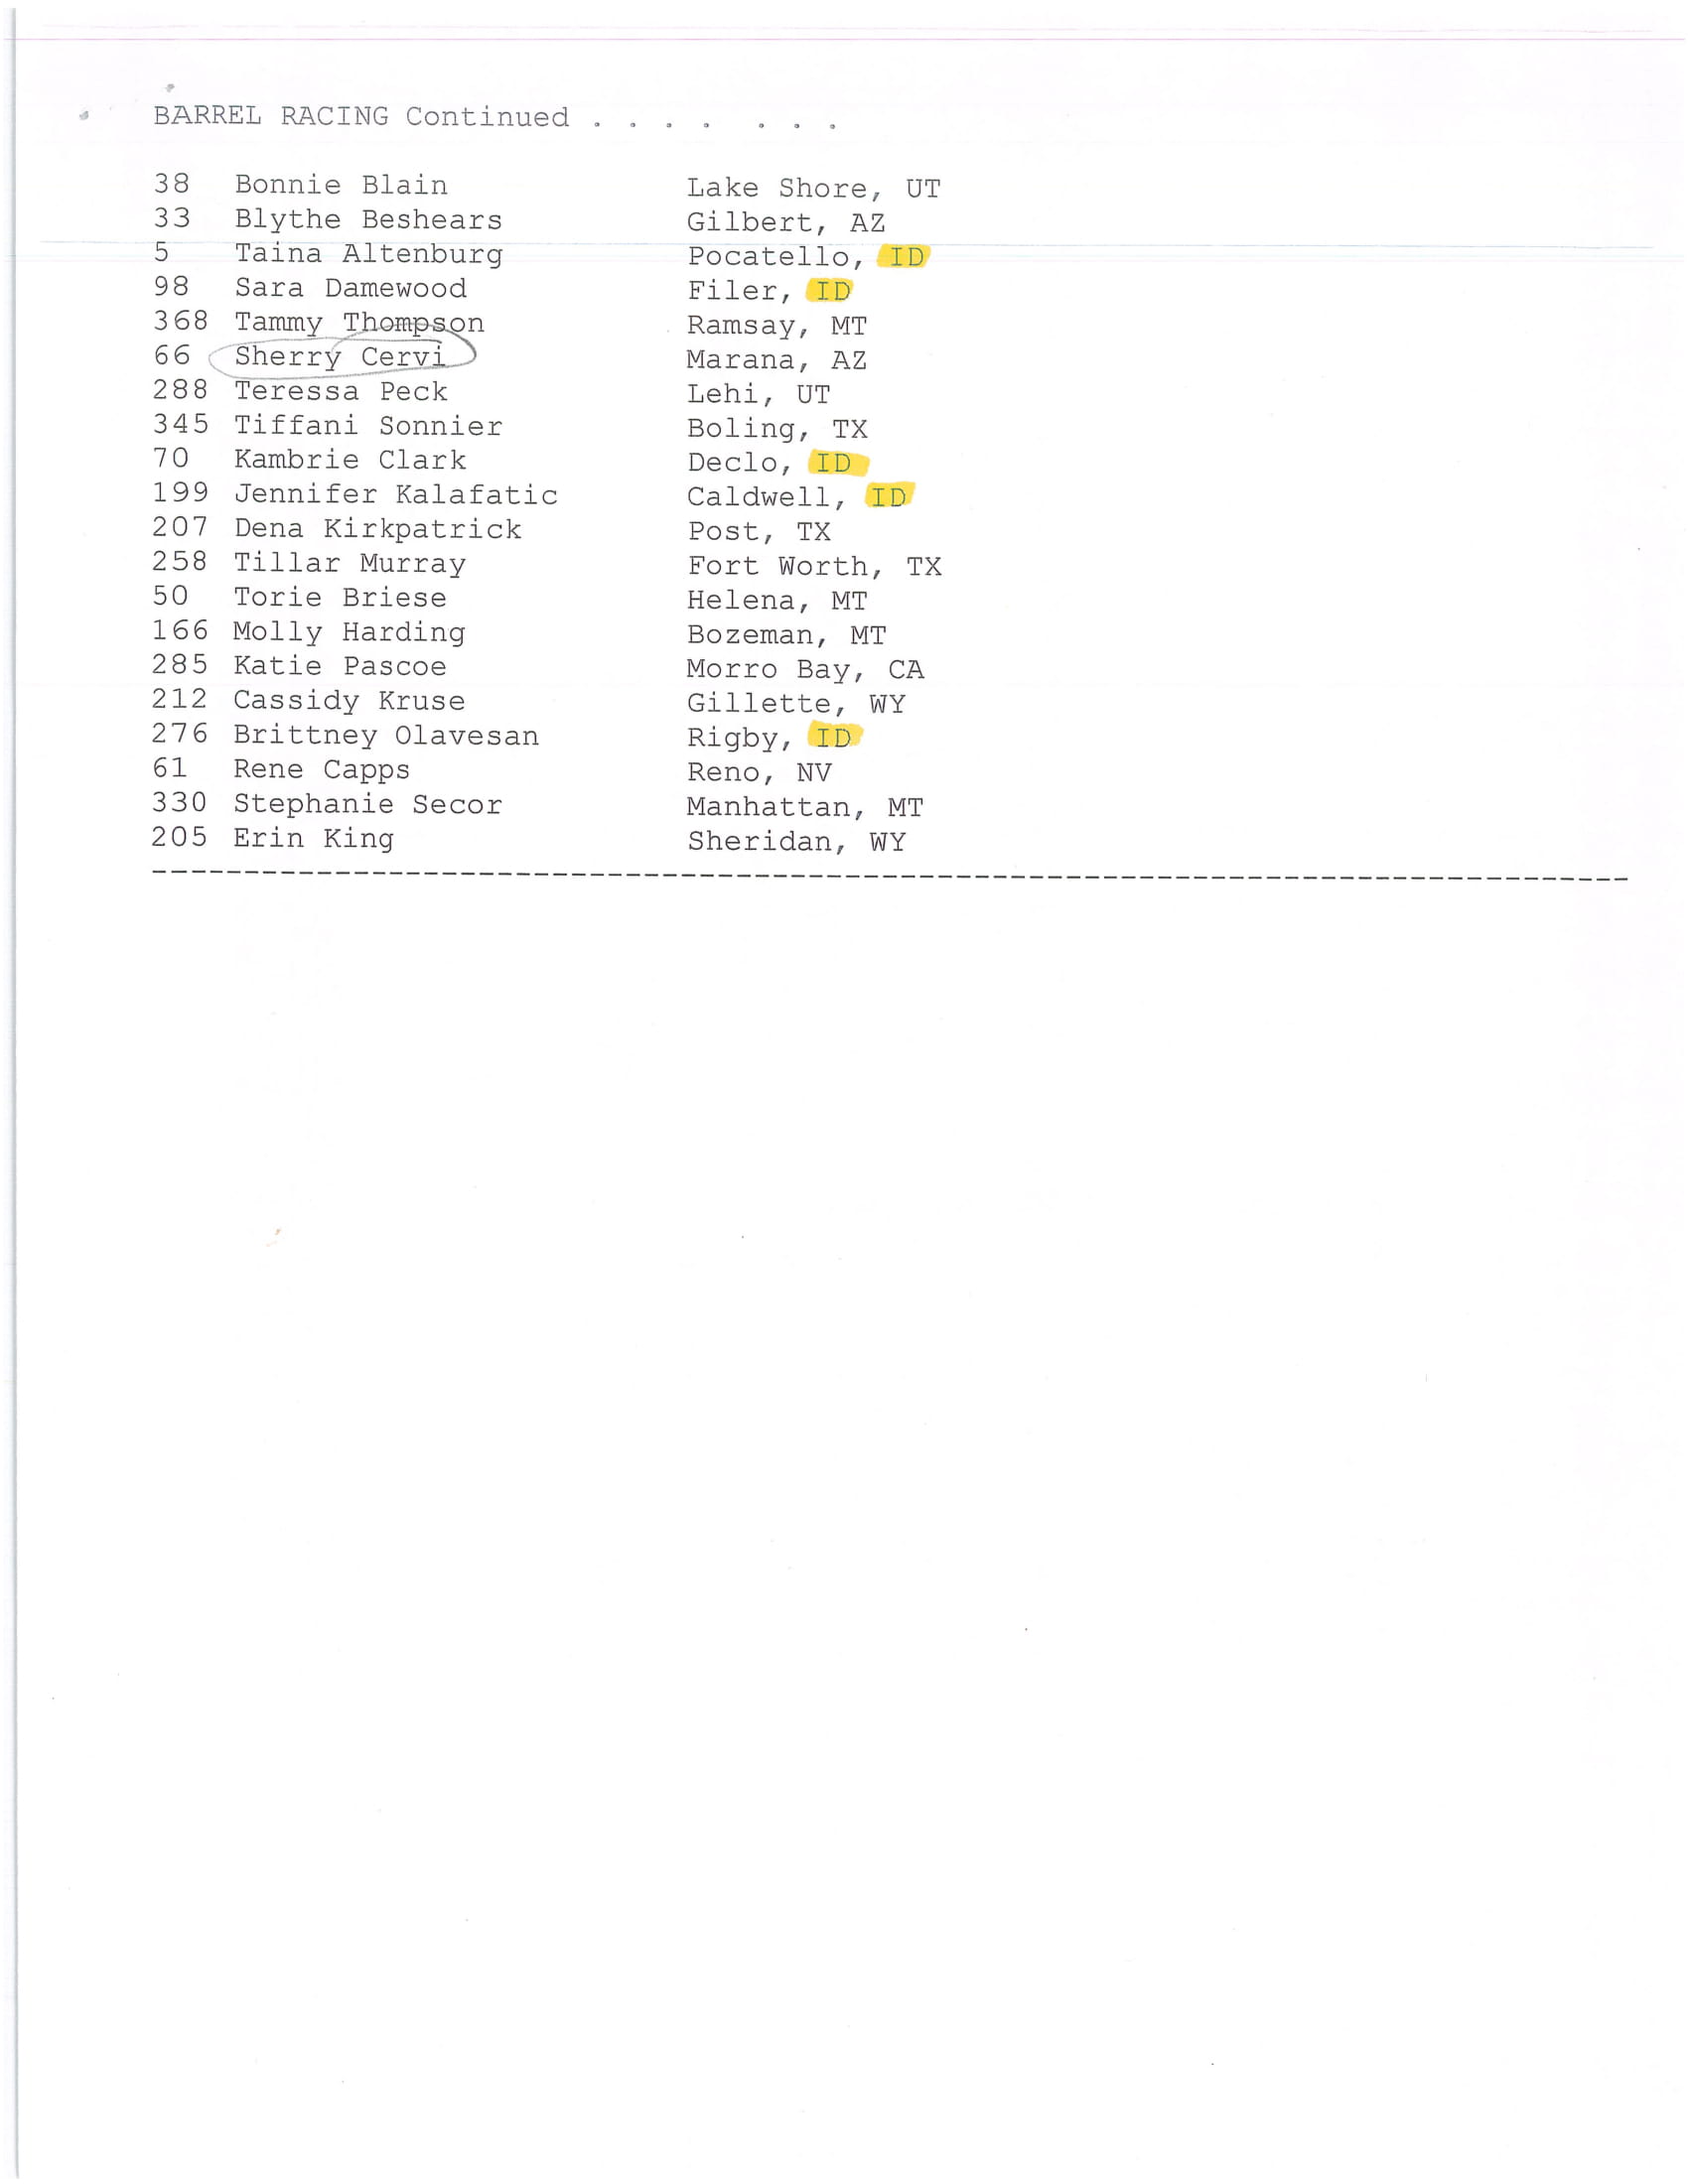 BARREL RACING Continued . . . . . . .
38 Bonnie Blain Lake Shore, UT
33 Blythe Beshears Gilbert, AZ
5 Taina Altenburg Pocatello, ID
98 Sara Damewood Filer, ID
368 Tammy Thompson Ramsay, MT
66 Sherry Cervi Marana, AZ
288 Teressa Peck Lehi, UT
345 Tiffani Sonnier Boling, TX
70 Kambrie Clark Declo, ID
199 Jennifer Kalafatic Caldwell, ID
207 Dena Kirkpatrick Post, TX
258 Tillar Murray Fort Worth, TX
50 Torie Briese Helena, MT
166 Molly Harding Bozeman, MT
285 Katie Pascoe Morro Bay, CA
212 Cassidy Kruse Gillette, WY
276 Brittney Olavesan Rigby, ID
61 Rene Capps Reno, NV
330 Stephanie Secor Manhattan, MT
205 Erin King Sheridan, WY